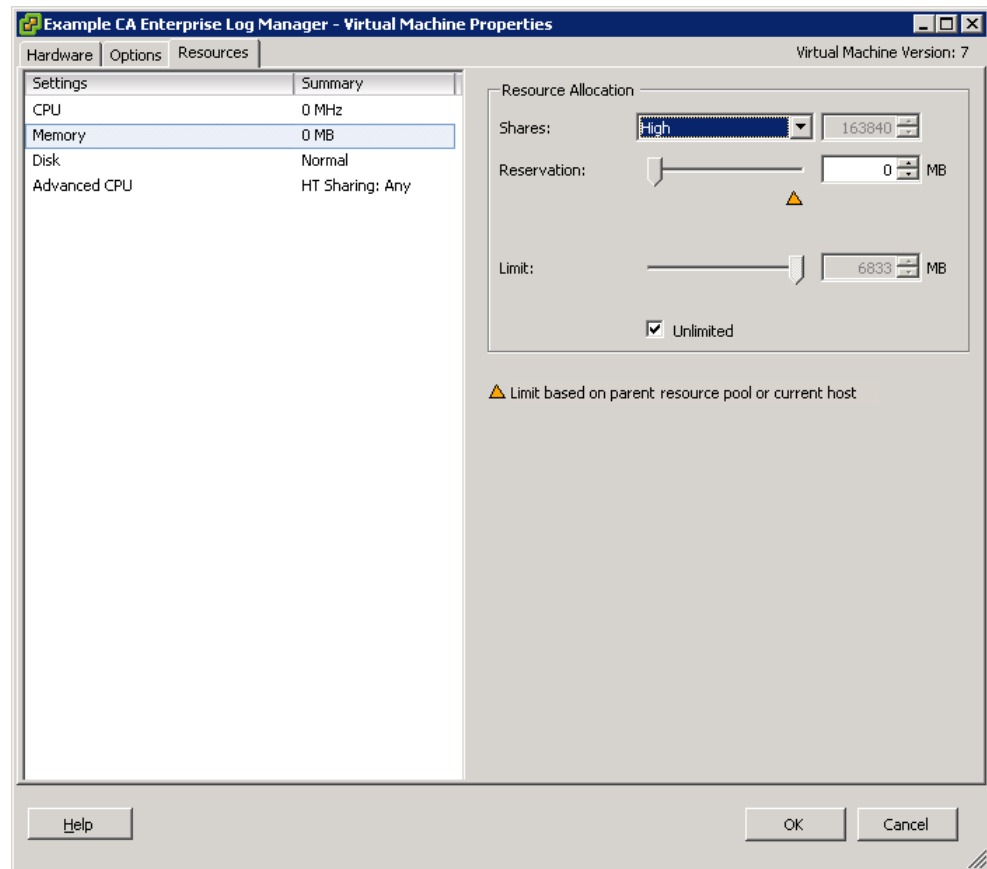 Example CA Enterprise Log Manager - Virtual Machine Properties
Hardware Options Resources Virtual Machine Version: 7
Settings Summary
CPU 0 MHz
Memory 0 MB
Disk Normal
Advanced CPU HT Sharing: Any
Resource Allocation
Shares: High 163840
Reservation: 0 MB
Limit: 6833 MB
Unlimited
Limit based on parent resource pool or current host
Help OK Cancel